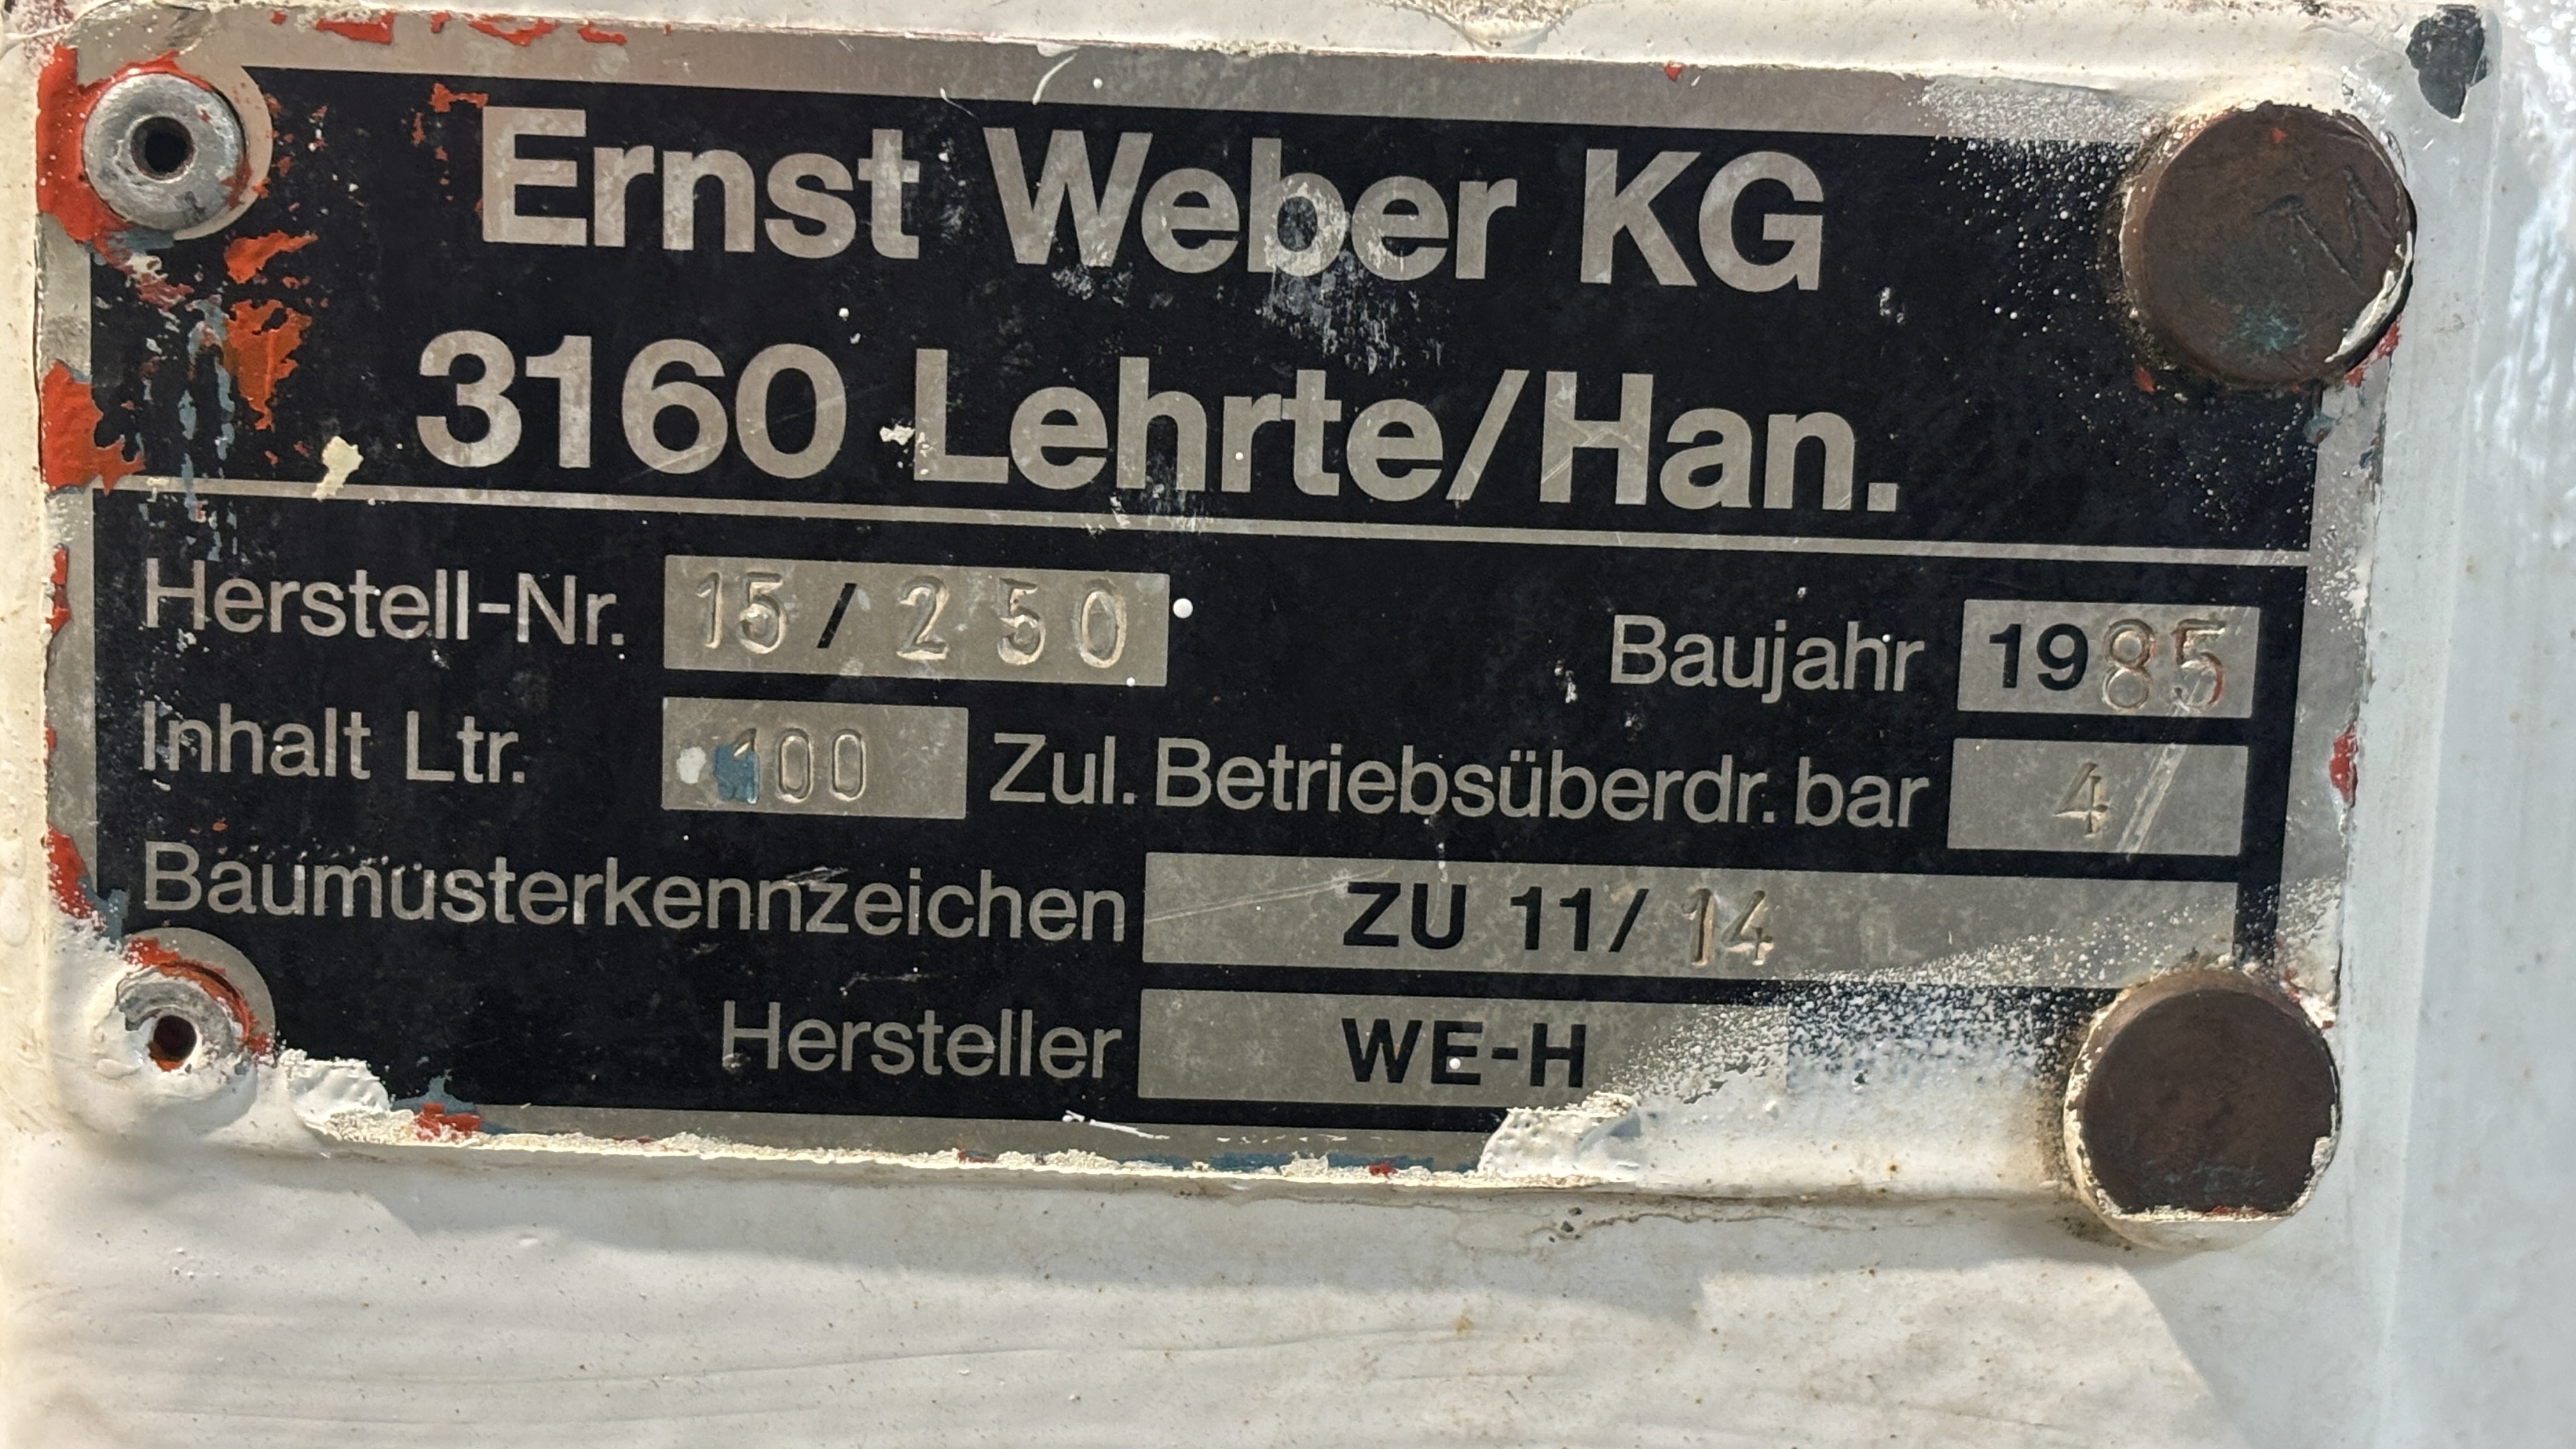 Ernst Weber KG
3160 Lehrte/Han.
Herstell-Nr. 15/250 Baujahr 1985
Inhalt Ltr. 100 Zul. Betriebsüberdr. bar 4
Baumusterkennzeichen ZU 11/14
Hersteller WE-H